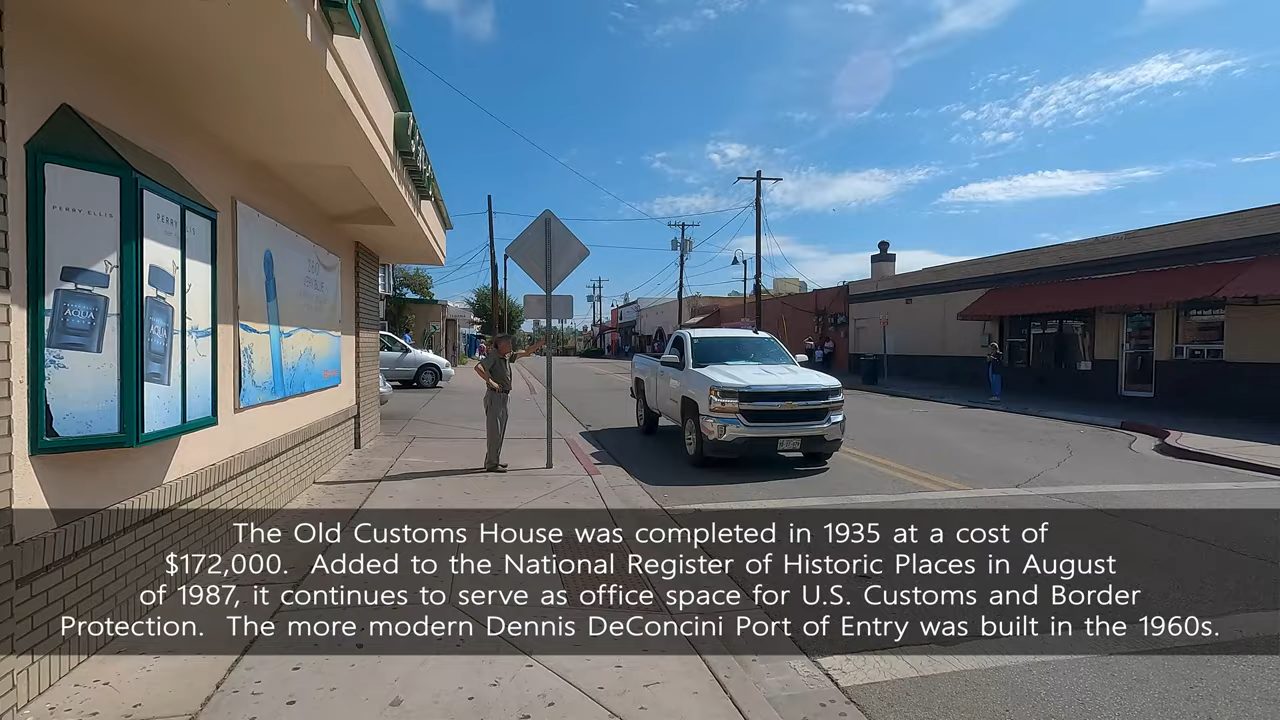 PERRY ELLIS
PERRY ELLIS
AQUA
AQUA
360
The Old Customs House was completed in 1935 at a cost of
$172,000.  Added to the National Register of Historic Places in August
of 1987, it continues to serve as office space for U.S. Customs and Border
Protection.  The more modern Dennis DeConcini Port of Entry was built in the 1960s.